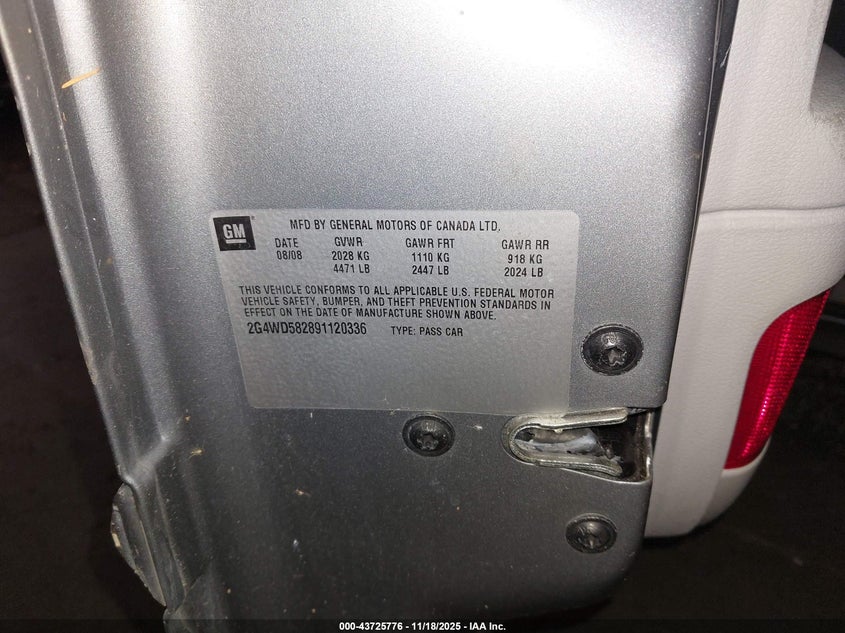 GM
MFD BY GENERAL MOTORS OF CANADA LTD,
DATE GVWR GAWR FRT GAWR RR
08/08 2028 KG 1110 KG 918 KG
4471 LB 2447 LB 2024 LB
THIS VEHICLE CONFORMS TO ALL APPLICABLE U.S. FEDERAL MOTOR
VEHICLE SAFETY, BUMPER, AND THEFT PREVENTION STANDARDS IN
EFFECT ON THE DATE OF MANUFACTURE SHOWN ABOVE.
2G4WD582891120336 TYPE: PASS CAR
000-43725776 - 11/18/2025 - IAA Inc.